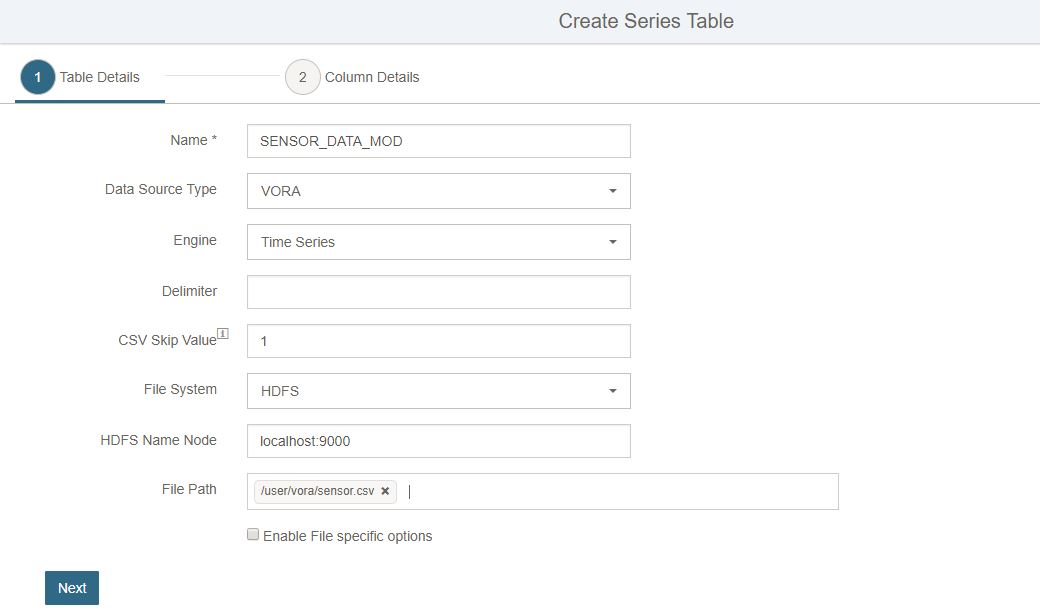 Create Series Table
1 Table Details 2 Column Details
Name * SENSOR_DATA_MOD
Data Source Type VORA
Engine Time Series
Delimiter
CSV Skip Value i 1
File System HDFS
HDFS Name Node localhost:9000
File Path /user/vora/sensor.csv ×
Enable File specific options
Next